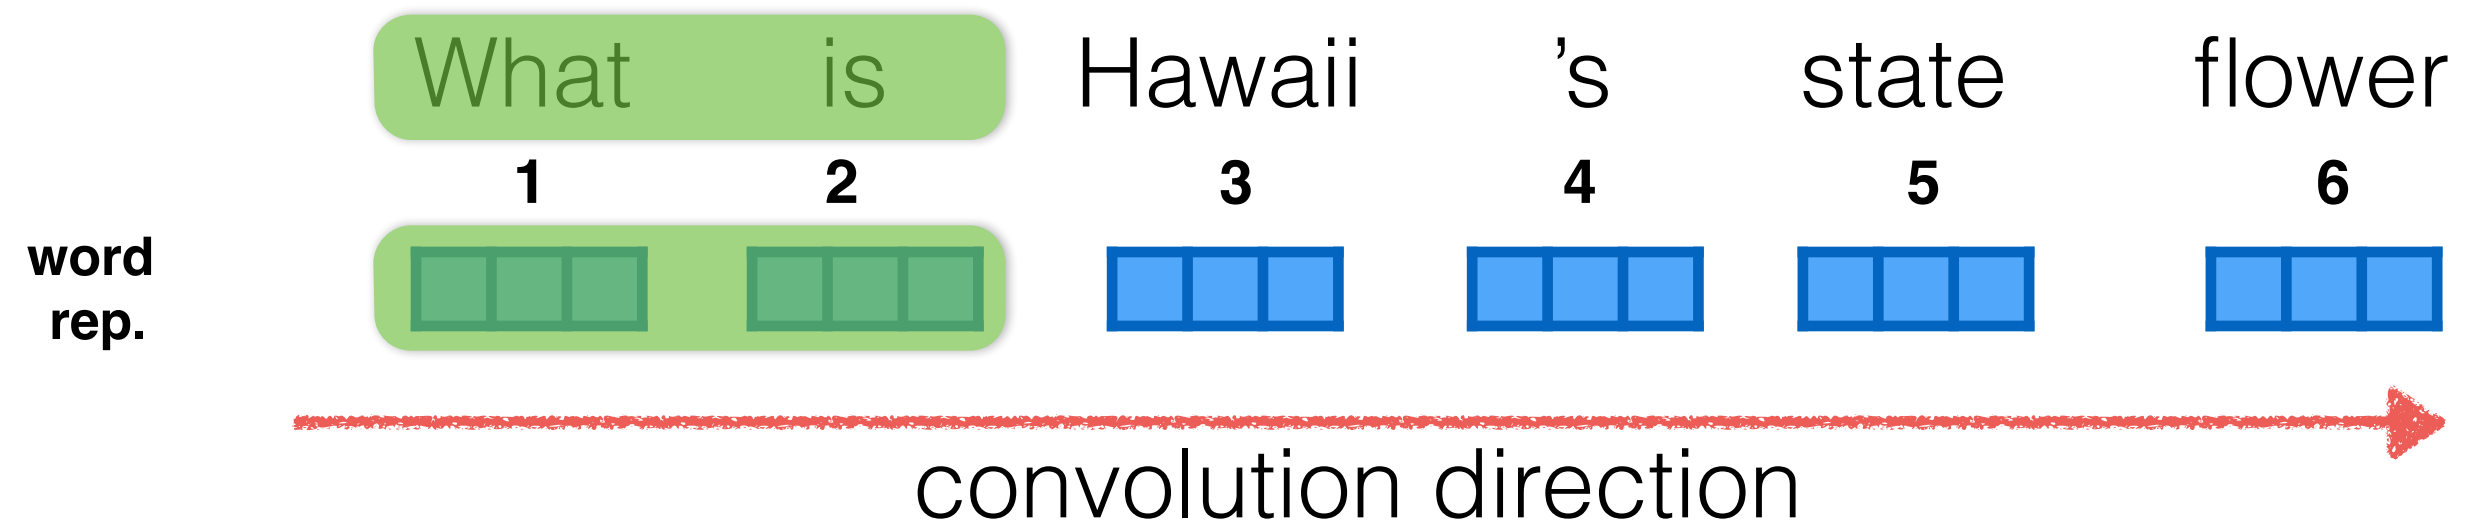 What is Hawaii ’s state flower
1 2 3 4 5 6
word
rep.
convolution direction